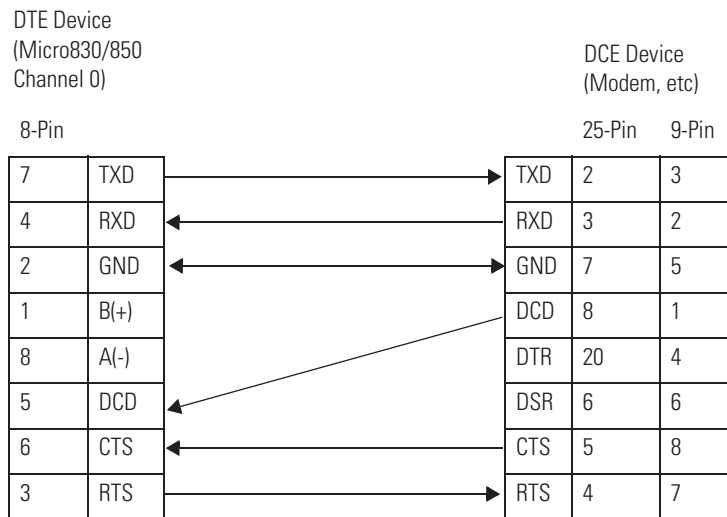 DTE Device
(Micro830/850
Channel 0)
DCE Device
(Modem, etc)
8-Pin
25-Pin 9-Pin
7 TXD TXD 2 3
4 RXD RXD 3 2
2 GND GND 7 5
1 B(+) DCD 8 1
8 A(-) DTR 20 4
5 DCD DSR 6 6
6 CTS CTS 5 8
3 RTS RTS 4 7